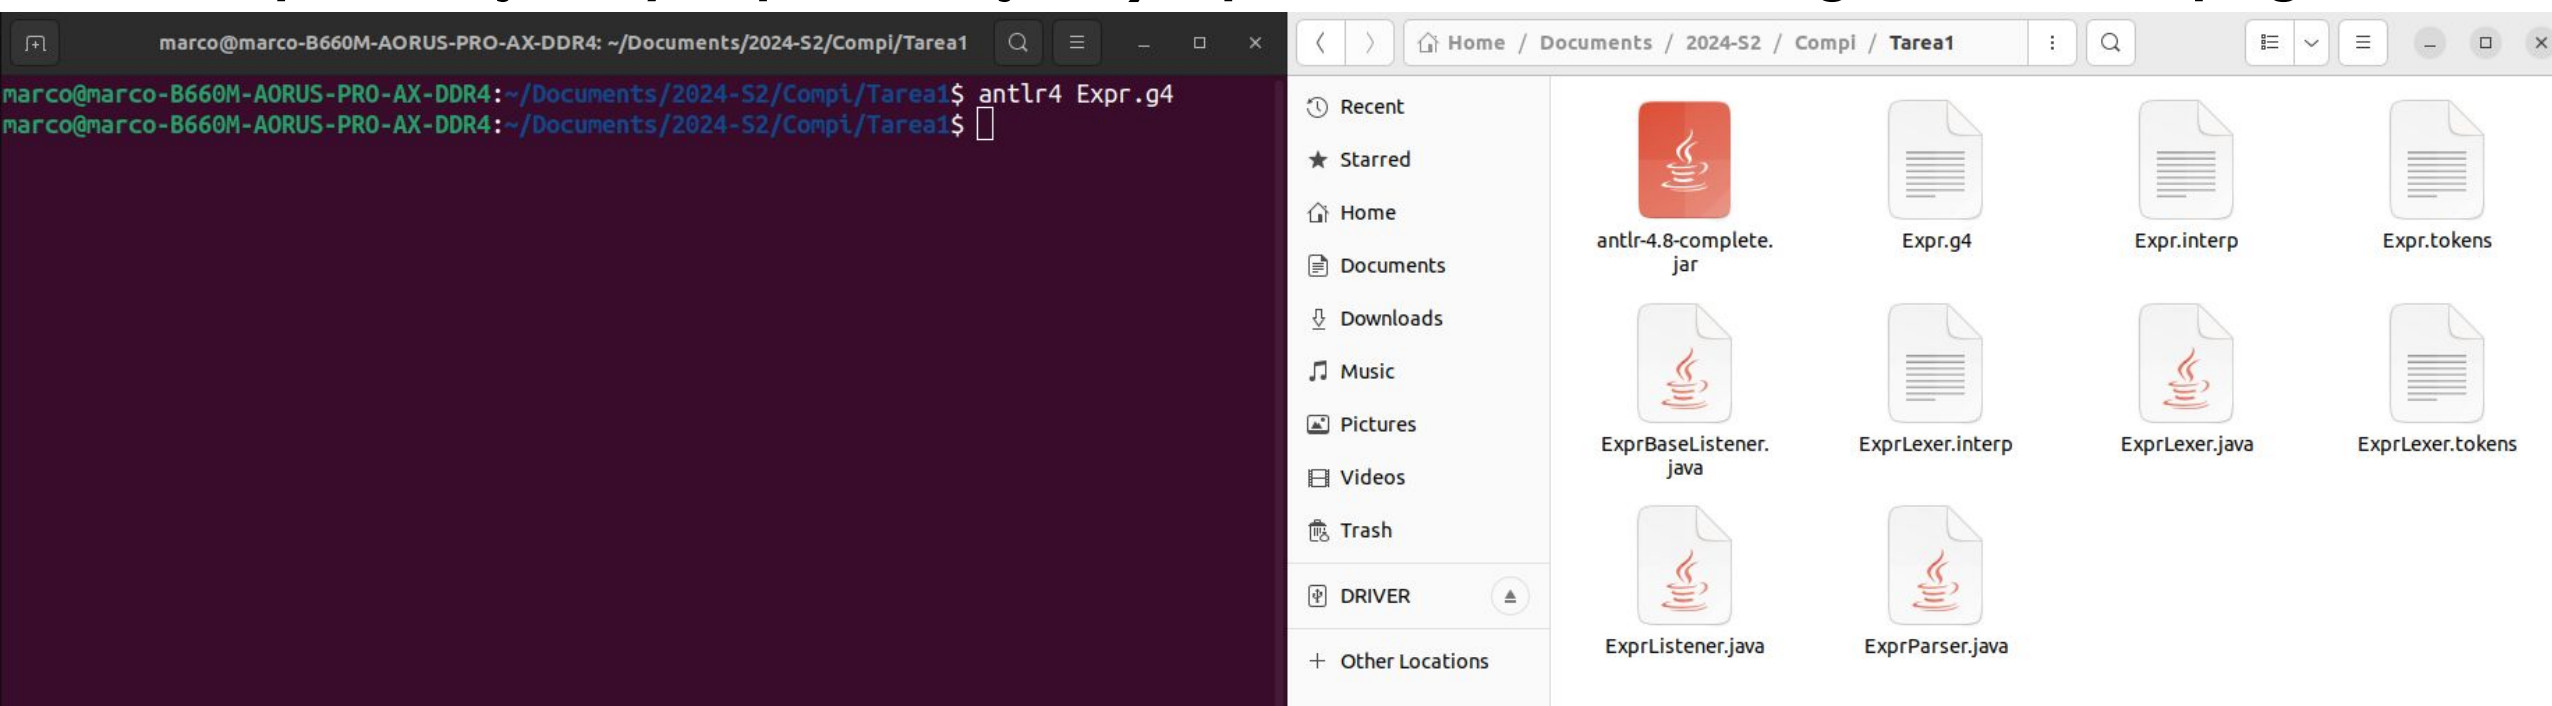 marco@marco-B660M-AORUS-PRO-AX-DDR4: ~/Documents/2024-S2/Compi/Tarea1
marco@marco-B660M-AORUS-PRO-AX-DDR4:~/Documents/2024-S2/Compi/Tarea1$ antlr4 Expr.g4
marco@marco-B660M-AORUS-PRO-AX-DDR4:~/Documents/2024-S2/Compi/Tarea1$
Home / Documents / 2024-S2 / Compi / Tarea1
Recent
Starred
Home
Documents
Downloads
Music
Pictures
Videos
Trash
DRIVER
+ Other Locations
antlr-4.8-complete.
jar
Expr.g4
Expr.interp
Expr.tokens
ExprBaseListener.
java
ExprLexer.interp
ExprLexer.java
ExprLexer.tokens
ExprListener.java
ExprParser.java